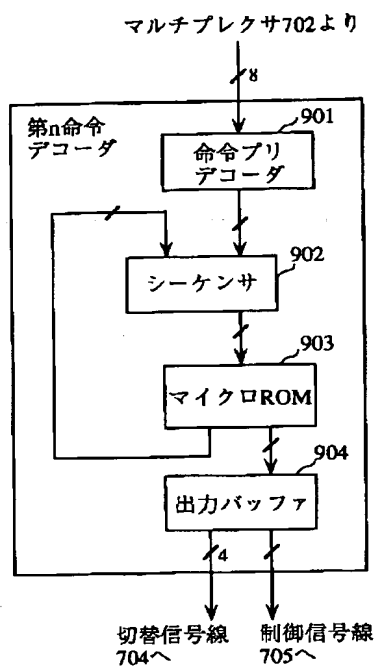 マルチプレクサ702より
8
第n命令
デコーダ
901
命令プリ
デコーダ
902
シーケンサ
903
マイクロROM
904
出力バッファ
4
切替信号線
704へ
制御信号線
705へ